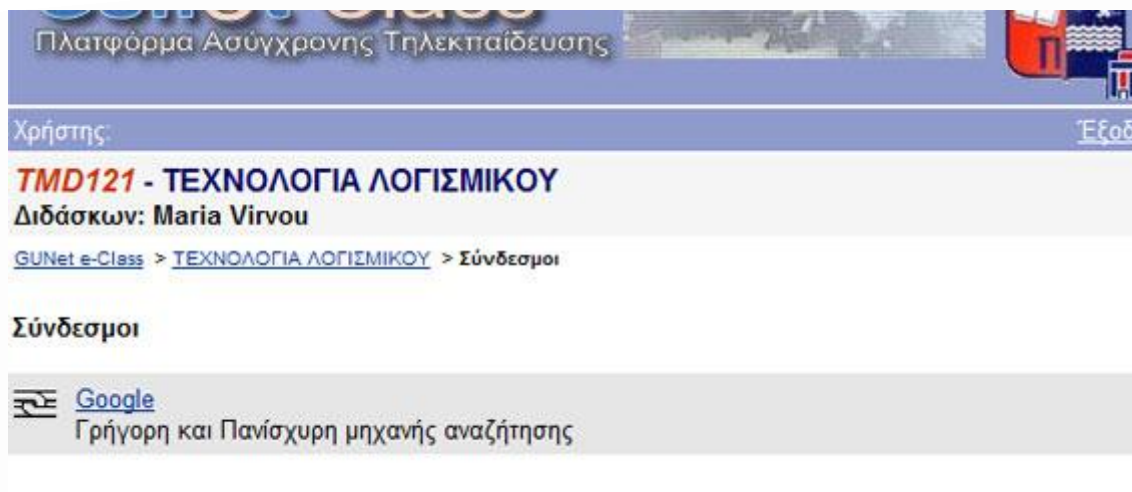 Πλατφόρμα Ασύγχρονης Τηλεκπαίδευσης
Π
Χρήστης:
TMD121 - ΤΕΧΝΟΛΟΓΙΑ ΛΟΓΙΣΜΙΚΟΥ
Διδάσκων: Maria Virvou
GUNet e-Class > ΤΕΧΝΟΛΟΓΙΑ ΛΟΓΙΣΜΙΚΟΥ > Σύνδεσμοι
Σύνδεσμοι
Google
Γρήγορη και Πανίσχυρη μηχανής αναζήτησης